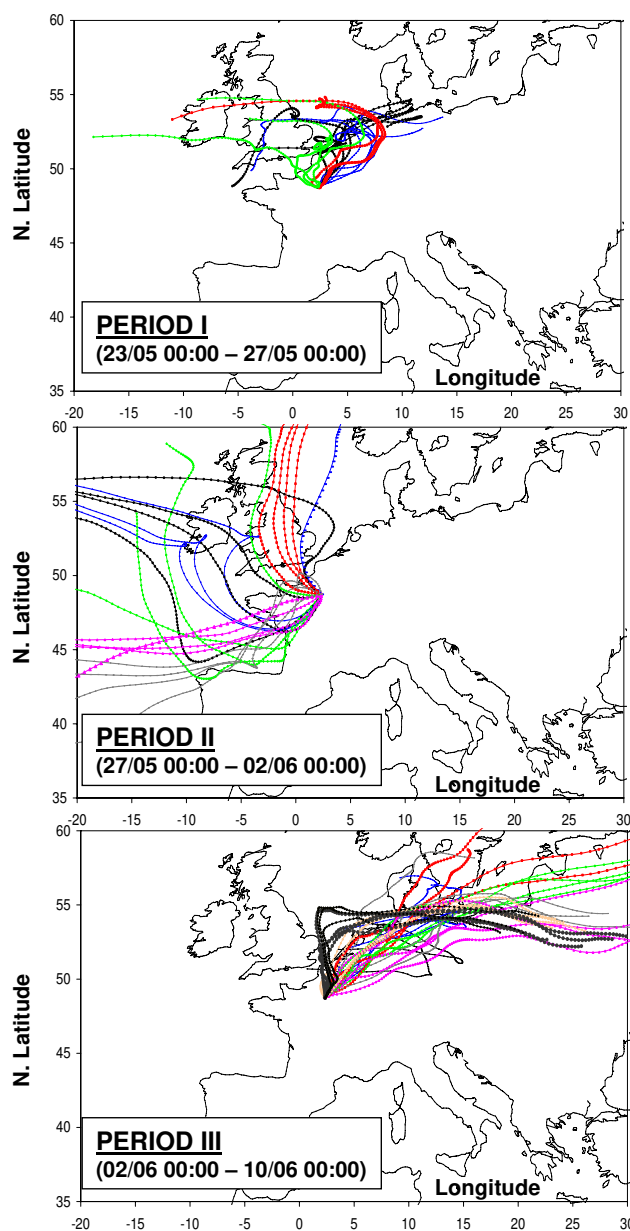 60
55
50
45
40
35
N. Latitude
PERIOD I
(23/05 00:00 – 27/05 00:00)
Longitude
-20 -15 -10 -5 0 5 10 15 20 25 30
60
55
50
45
40
35
N. Latitude
PERIOD II
(27/05 00:00 – 02/06 00:00)
Longitude
-20 -15 -10 -5 0 5 10 15 20 25 30
60
55
50
45
40
35
N. Latitude
PERIOD III
(02/06 00:00 – 10/06 00:00)
Longitude
-20 -15 -10 -5 0 5 10 15 20 25 30